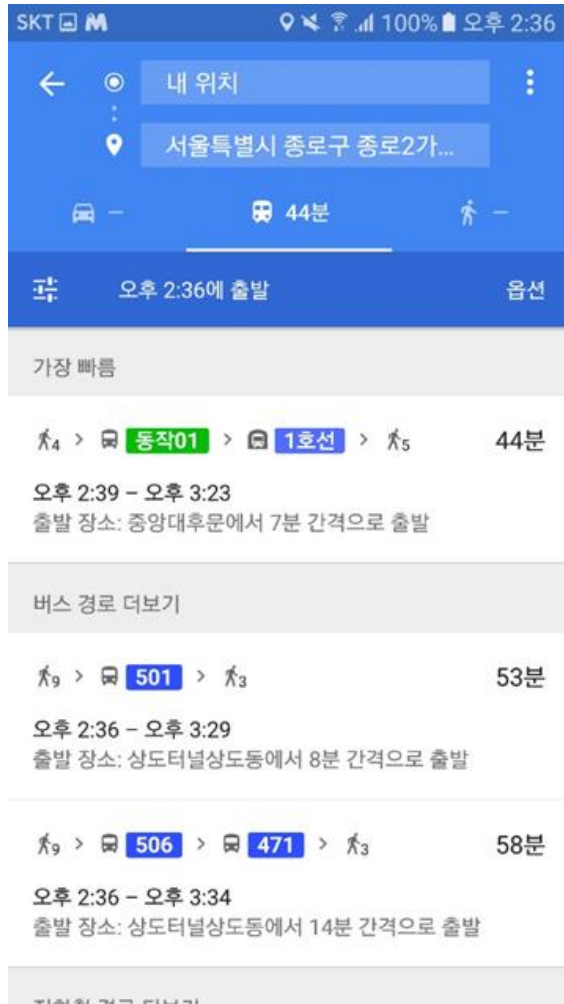 SKT 100% 오후 2:36
내 위치
서울특별시 종로구 종로2가...
– 44분 –
오후 2:36에 출발 옵션
가장 빠름
4 > 동작01 > 1호선 > 5 44분
오후 2:39 – 오후 3:23
출발 장소: 중앙대후문에서 7분 간격으로 출발
버스 경로 더보기
9 > 501 > 3 53분
오후 2:36 – 오후 3:29
출발 장소: 상도터널상도동에서 8분 간격으로 출발
9 > 506 > 471 > 3 58분
오후 2:36 – 오후 3:34
출발 장소: 상도터널상도동에서 14분 간격으로 출발
경로 더보기